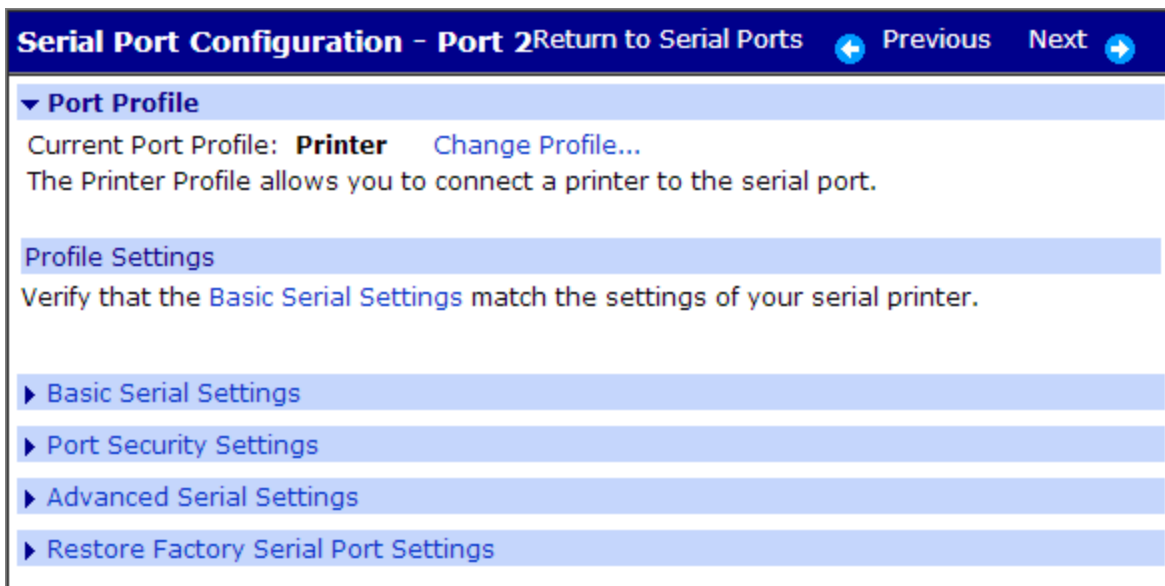 Serial Port Configuration - Port 2 Return to Serial Ports Previous Next
Port Profile
Current Port Profile: Printer Change Profile...
The Printer Profile allows you to connect a printer to the serial port.
Profile Settings
Verify that the Basic Serial Settings match the settings of your serial printer.
Basic Serial Settings
Port Security Settings
Advanced Serial Settings
Restore Factory Serial Port Settings